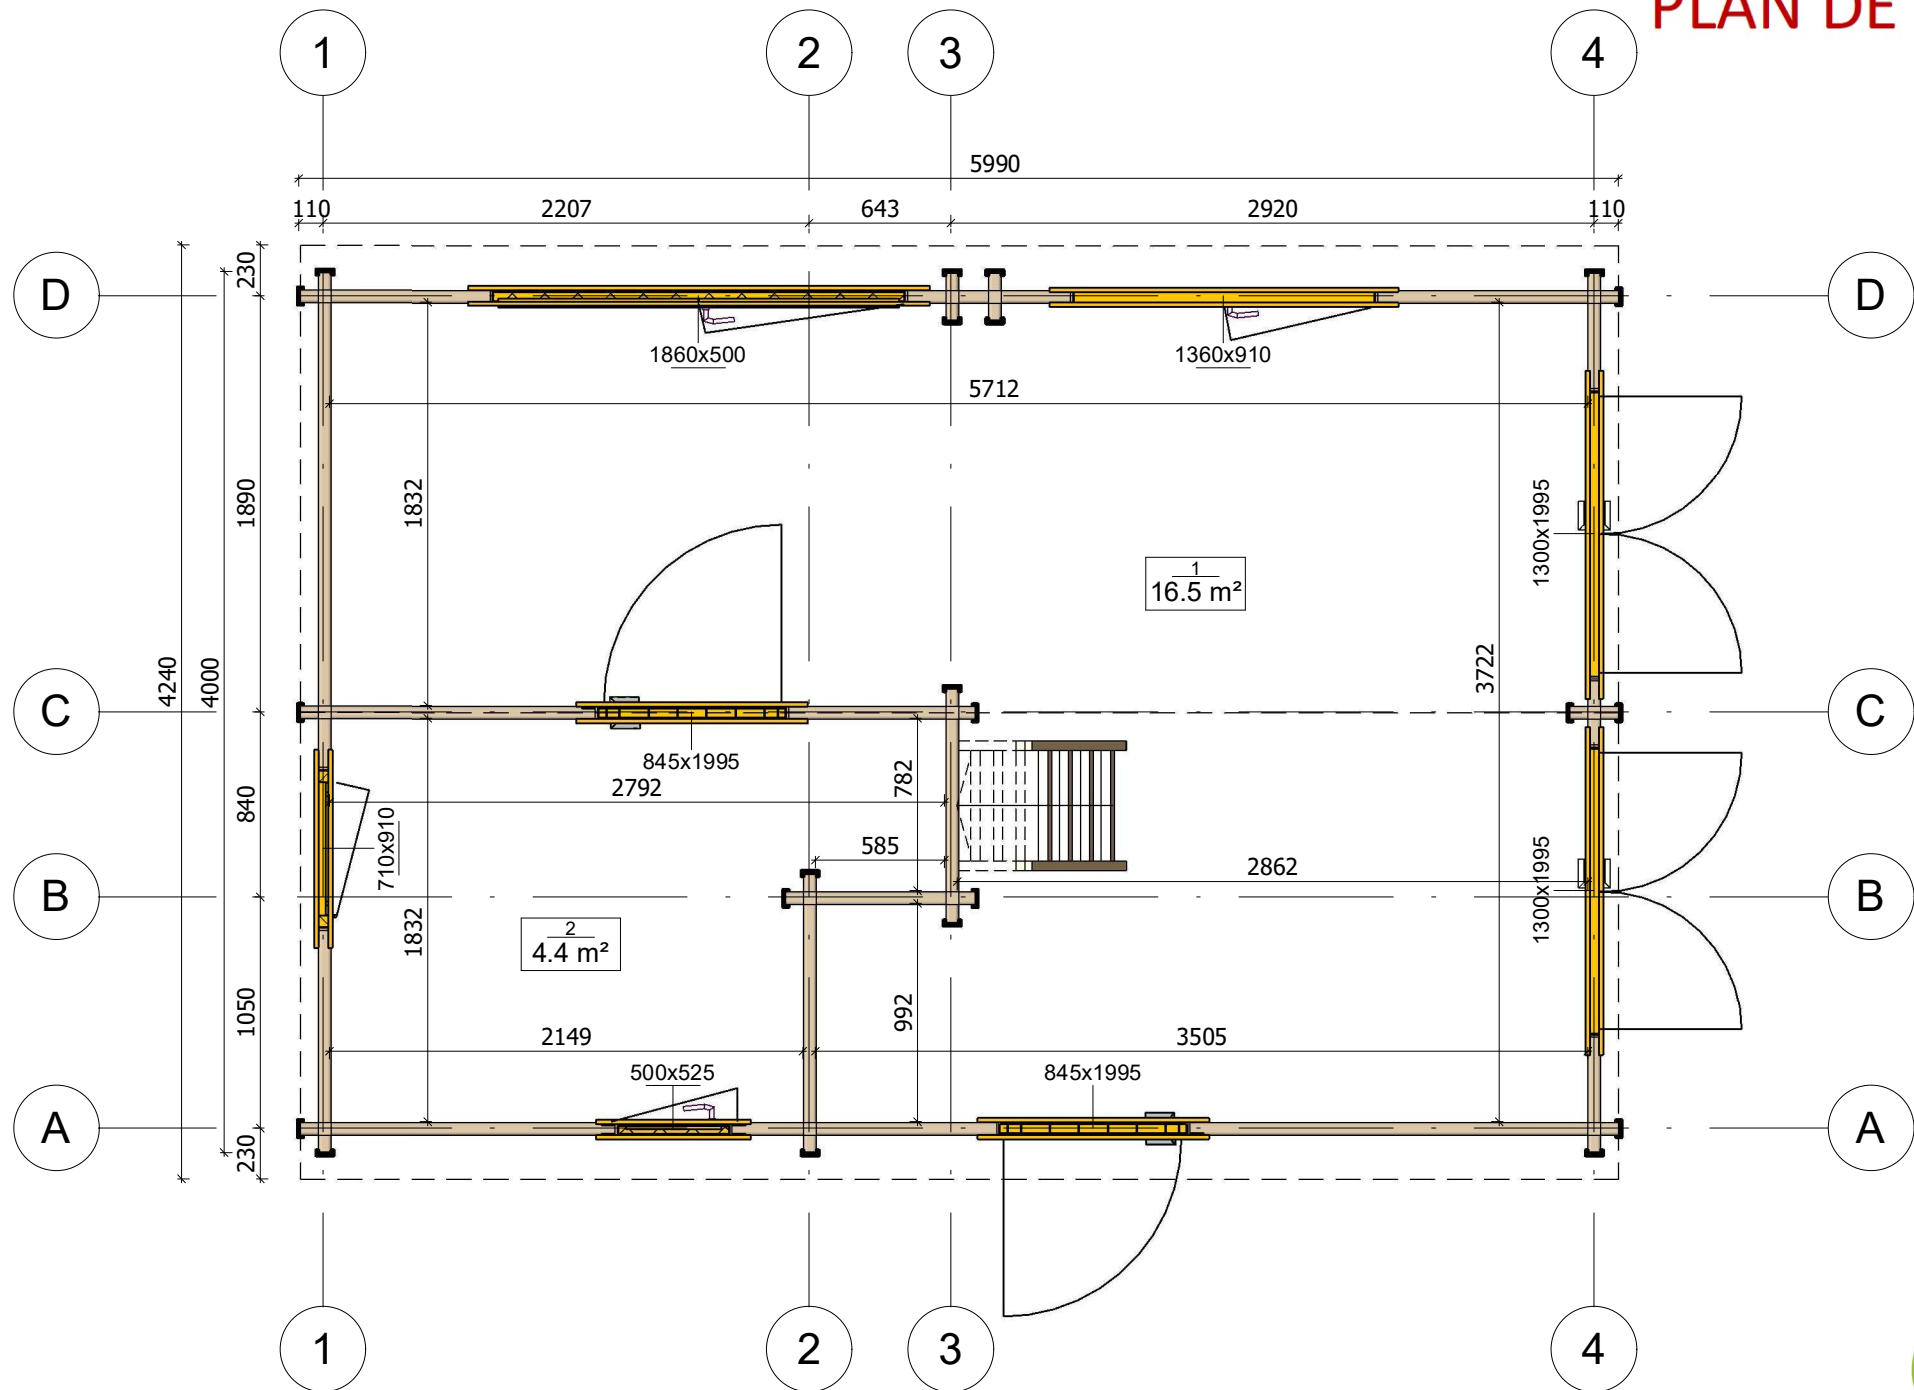 PLAN DE
1 2 3 4
5990
110 2207 643 2920 110
D D
230
1860x500 1360x910
5712
1890 1832 1300x1995
1
16.5 m²
4240 4000 3722
C C
845x1995
2792 782
840 710x910
585 2862
B B
1832 1300x1995
2
4.4 m²
1050 992
2149 3505
500x525 845x1995
A A
230
1 2 3 4